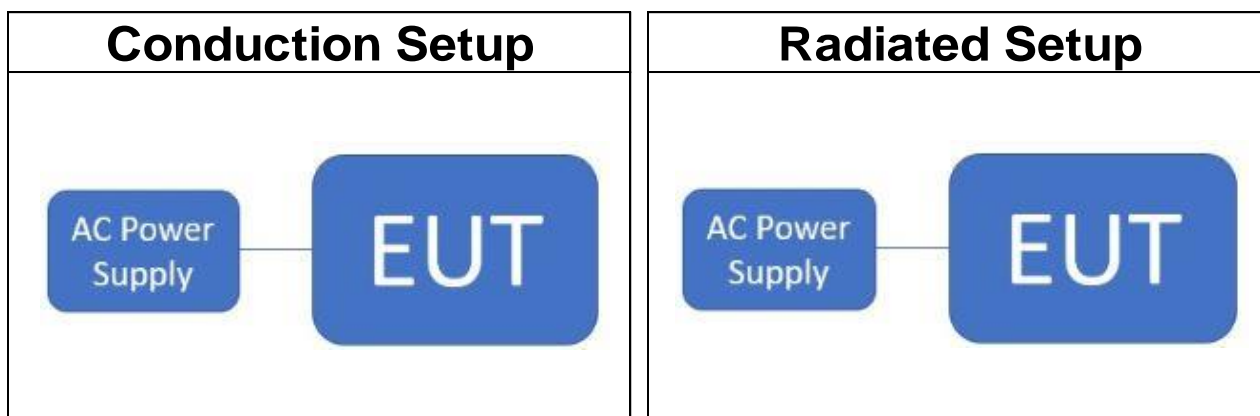 Conduction Setup
Radiated Setup
AC Power
Supply
EUT
AC Power
Supply
EUT